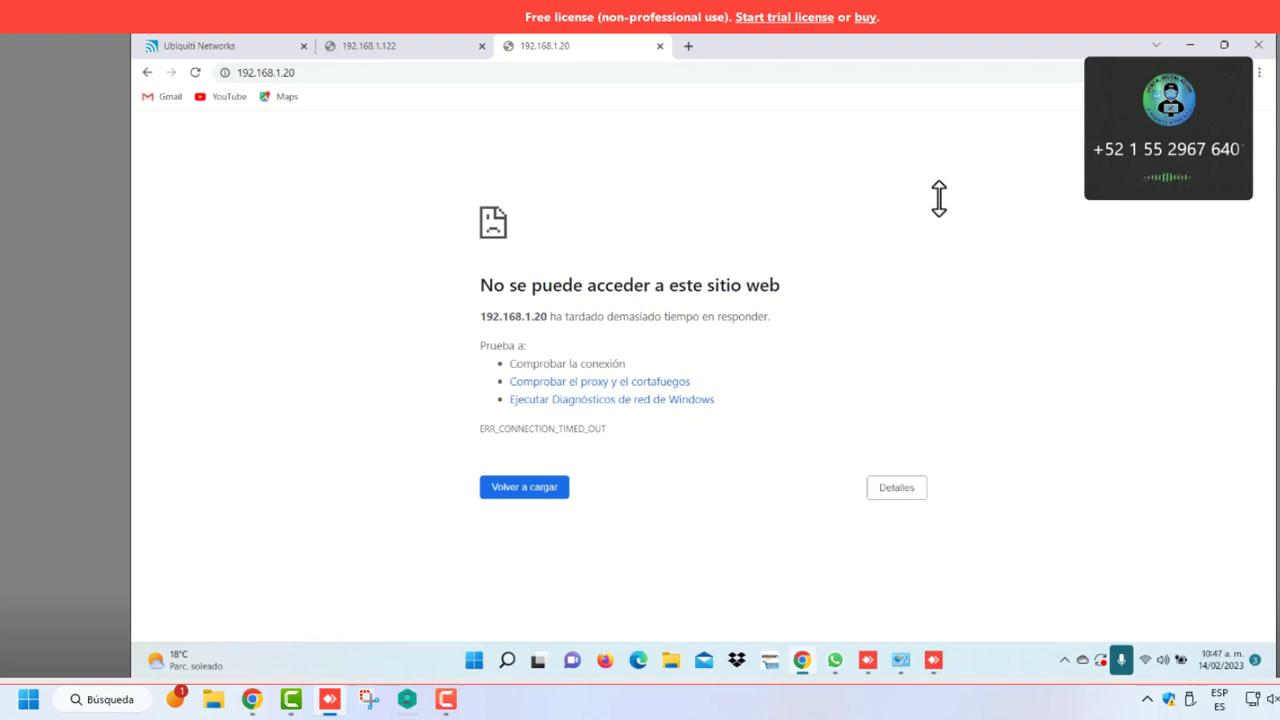 Free license (non-professional use). Start trial license or buy.
Ubiquiti Networks
192.168.1.122
192.168.1.20
192.168.1.20
Gmail
YouTube
Maps
+52 1 55 2967 640
No se puede acceder a este sitio web
192.168.1.20 ha tardado demasiado tiempo en responder.
Prueba a:
Comprobar la conexión
Comprobar el proxy y el cortafuegos
Ejecutar Diagnósticos de red de Windows
ERR_CONNECTION_TIMED_OUT
Volver a cargar
Detalles
18°C
Parc. soleado
10:47 a. m.
14/02/2023
3
1
Búsqueda
ESP
ES